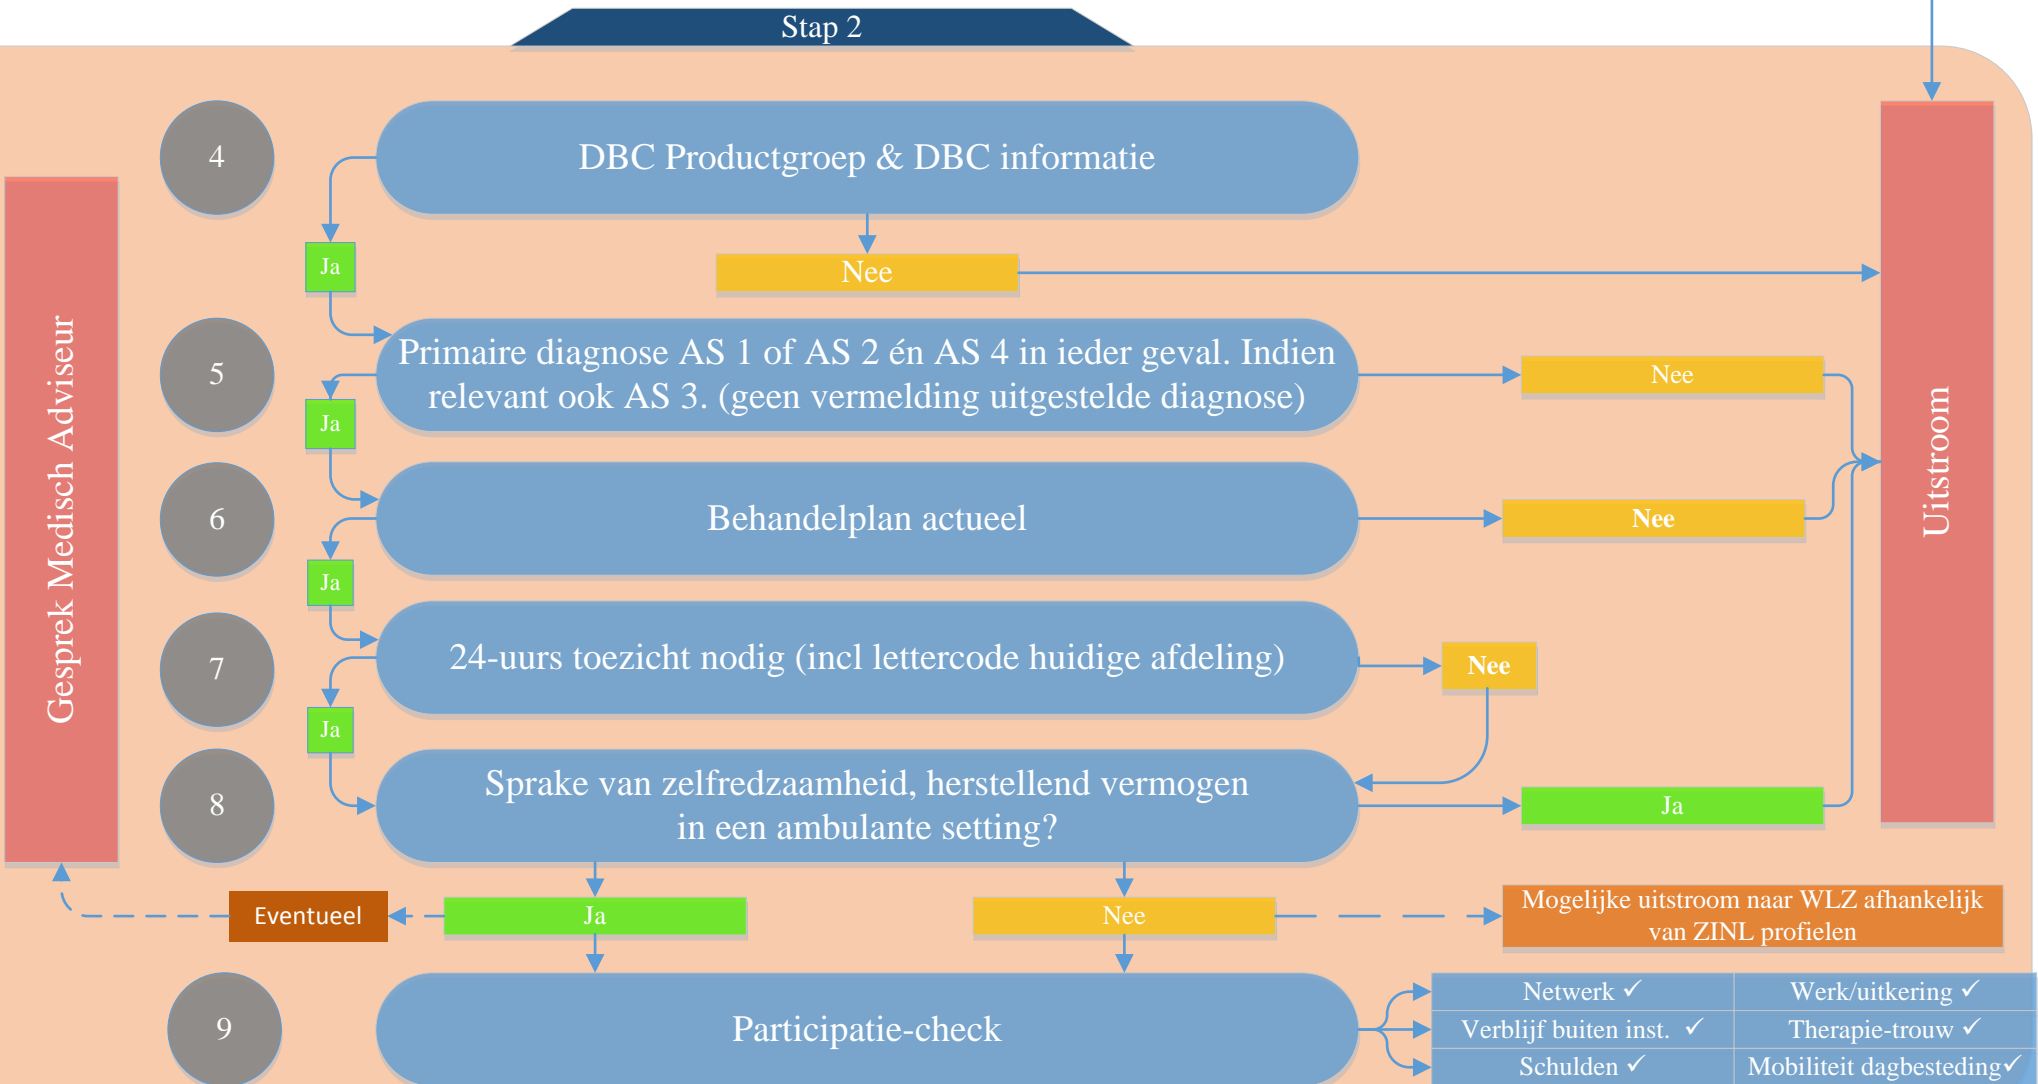 Stap 2
Gesprek Medisch Adviseur
Uitstroom
4
DBC Productgroep & DBC informatie
Ja
Nee
5
Primaire diagnose AS 1 of AS 2 én AS 4 in ieder geval. Indien
relevant ook AS 3. (geen vermelding uitgestelde diagnose)
Nee
Ja
6
Behandelplan actueel
Nee
Ja
7
24-uurs toezicht nodig (incl lettercode huidige afdeling)
Nee
Ja
8
Sprake van zelfredzaamheid, herstellend vermogen
in een ambulante setting?
Ja
Eventueel
Ja
Nee
Mogelijke uitstroom naar WLZ afhankelijk
van ZINL profielen
9
Participatie-check
Netwerk ✓
Werk/uitkering ✓
Verblijf buiten inst. ✓
Therapie-trouw ✓
Schulden ✓
Mobiliteit dagbesteding✓